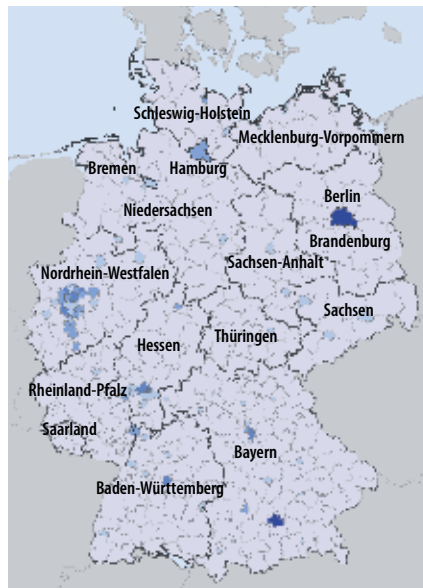 Schleswig-Holstein
Mecklenburg-Vorpommern
Bremen
Hamburg
Berlin
Niedersachsen
Brandenburg
Sachsen-Anhalt
Nordrhein-Westfalen
Sachsen
Thüringen
Hessen
Rheinland-Pfalz
Saarland
Bayern
Baden-Württemberg